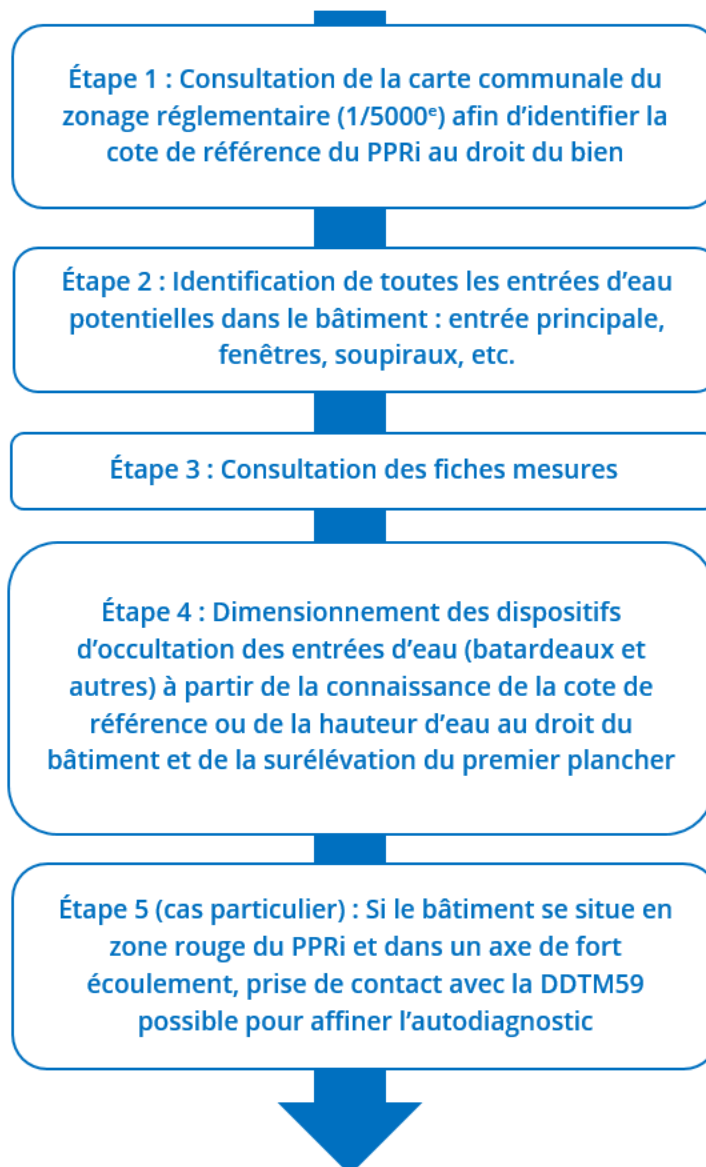 Étape 1 : Consultation de la carte communale du
zonage réglementaire (1/5000ᵉ) afin d’identifier la
cote de référence du PPRi au droit du bien
Étape 2 : Identification de toutes les entrées d’eau
potentielles dans le bâtiment : entrée principale,
fenêtres, soupiraux, etc.
Étape 3 : Consultation des fiches mesures
Étape 4 : Dimensionnement des dispositifs
d’occultation des entrées d’eau (batardeaux et
autres) à partir de la connaissance de la cote de
référence ou de la hauteur d’eau au droit du
bâtiment et de la surélévation du premier plancher
Étape 5 (cas particulier) : Si le bâtiment se situe en
zone rouge du PPRi et dans un axe de fort
écoulement, prise de contact avec la DDTM59
possible pour affiner l’autodiagnostic